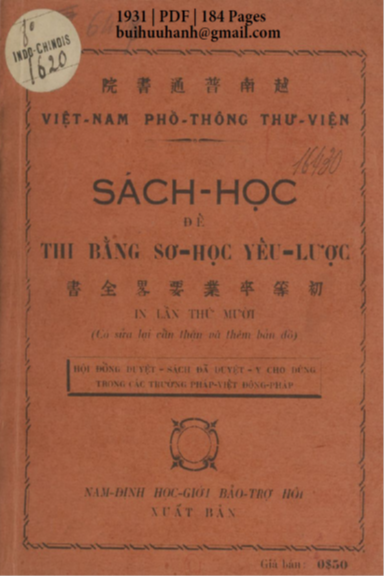 1931 | PDF | 184 Pages
buihuuhanh@gmail.com
8°
INDO-CHINOIS
1620
院書通普南越
VIỆT-NAM PHỔ-THÔNG THƯ-VIỆN
16430
SÁCH-HỌC
ĐỂ
THI BẰNG SƠ-HỌC YẾU-LƯỢC
書全畧要業卒等初
IN LẦN THỨ MƯỜI
(Có sửa lại cẩn thận và thêm bản đồ)
HỘI ĐỒNG DUYỆT-SÁCH ĐÃ DUYỆT-Y CHO DÙNG
TRONG CÁC TRƯỜNG PHÁP-VIỆT ĐÔNG-PHÁP
NAM-ĐỊNH HỌC-GIỚI BẢO-TRỢ HỘI
XUẤT BẢN
Giá bán: 0$50